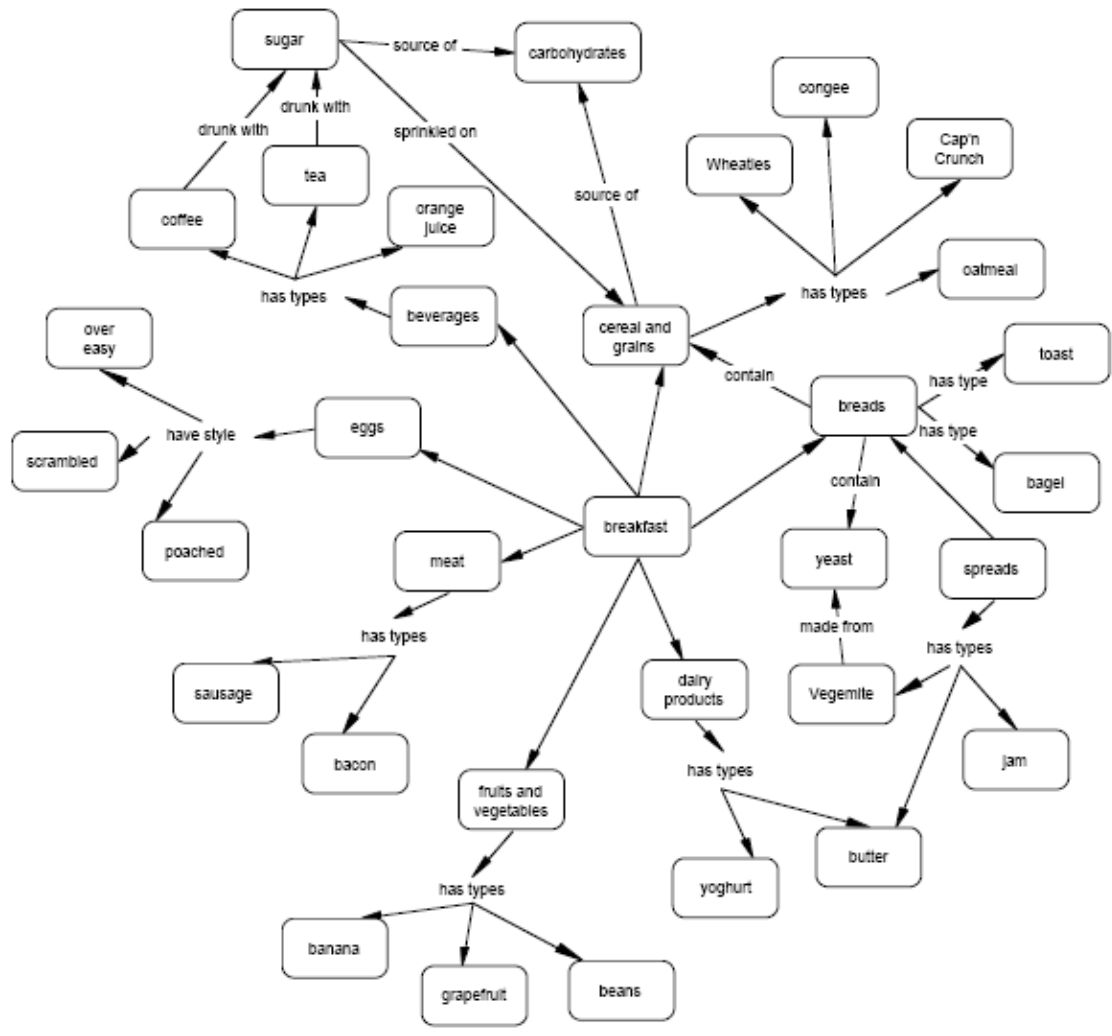 sugar
source of
carbohydrates
congee
drunk with
drunk with
sprinkled on
Wheaties
Cap'n
Crunch
tea
coffee
orange
juice
source of
oatmeal
has types
has types
beverages
cereal and
grains
over
easy
toast
contain
has type
breads
eggs
have style
has type
scrambled
contain
bagel
breakfast
poached
meat
yeast
spreads
has types
made from
has types
sausage
dairy
products
Vegemite
bacon
jam
has types
fruits and
vegetables
butter
yoghurt
has types
banana
grapefruit
beans